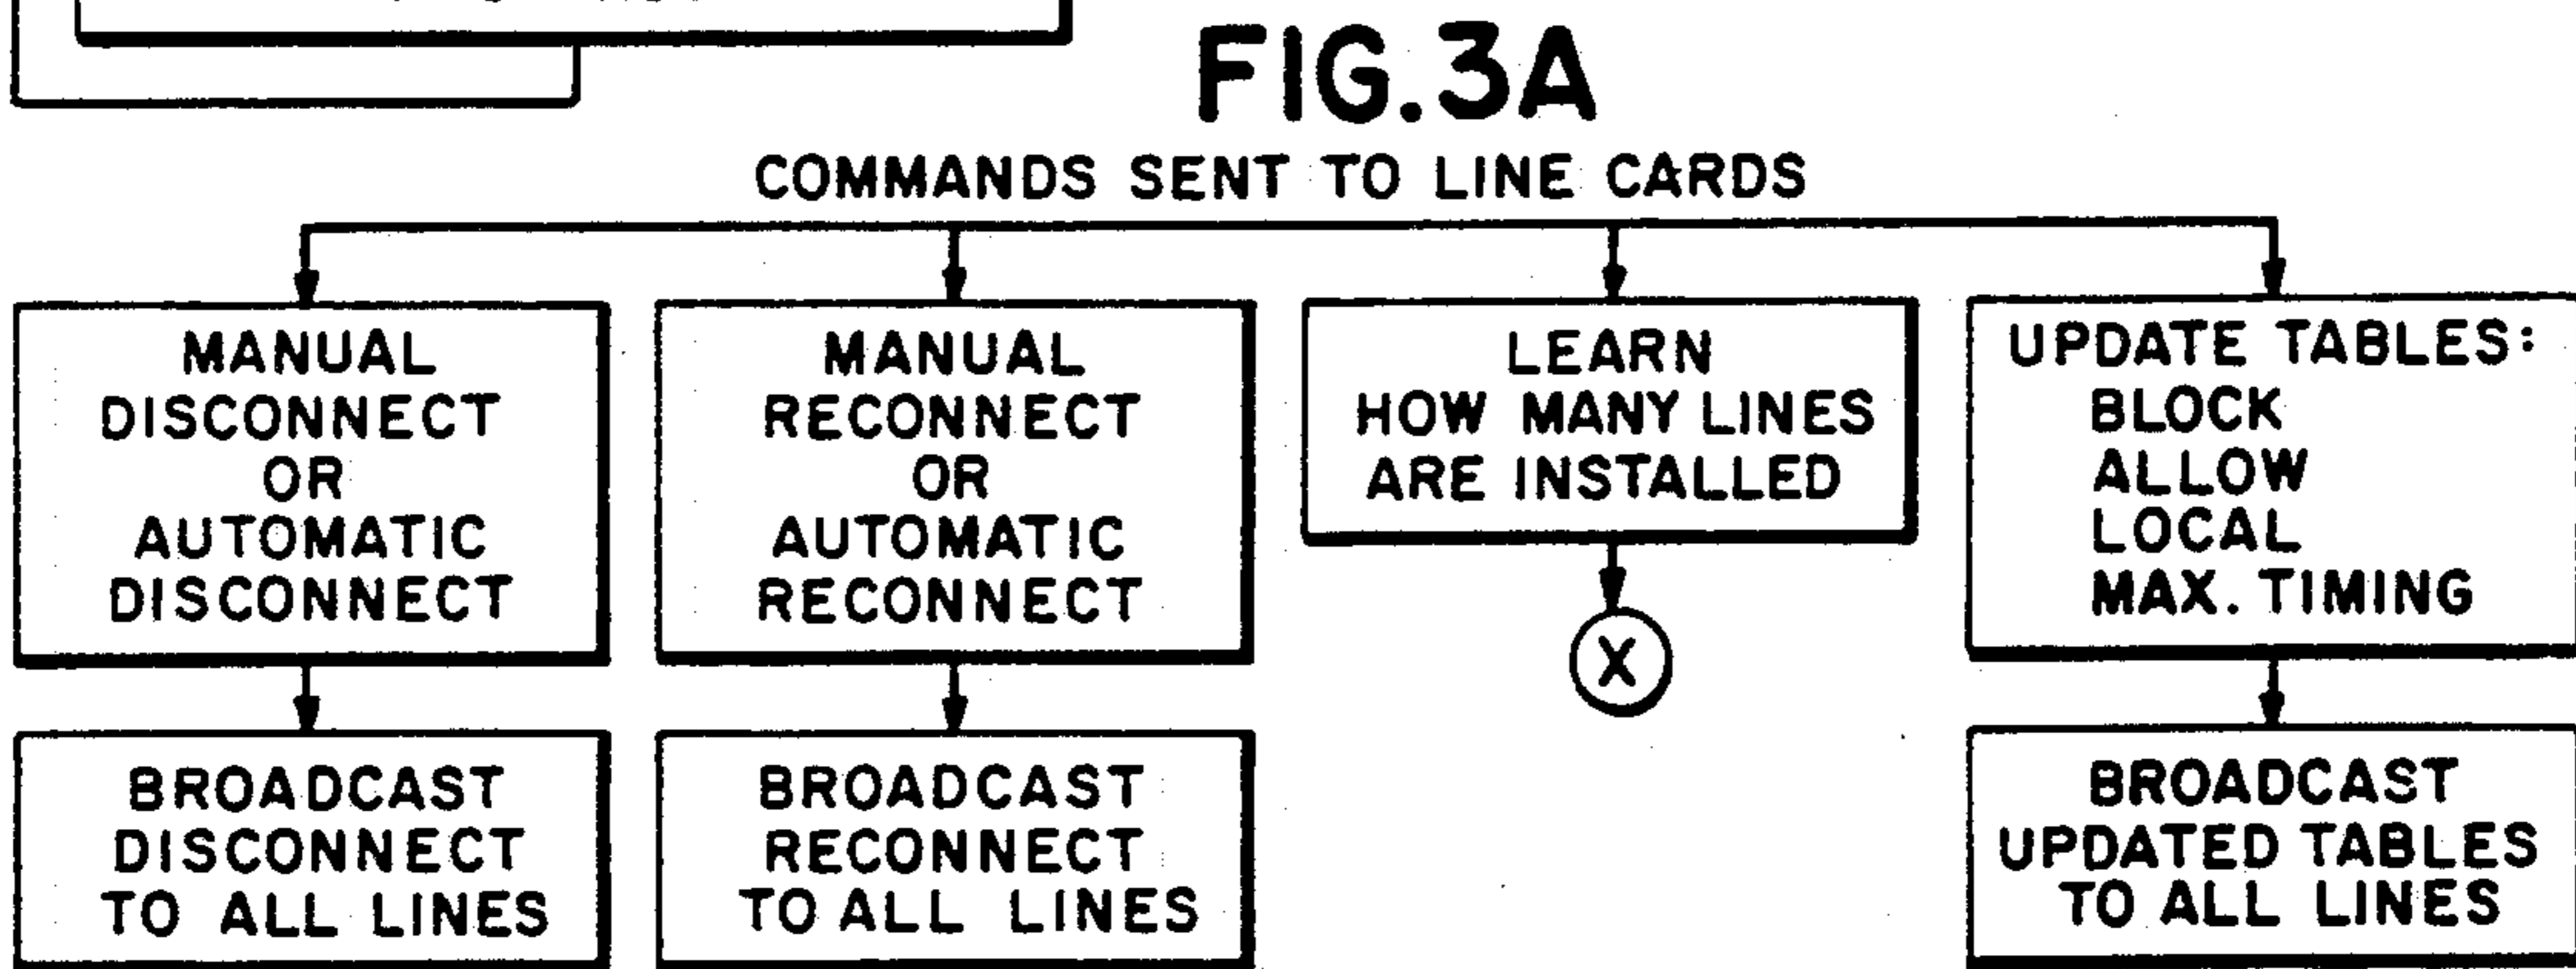 FIG.3A
COMMANDS SENT TO LINE CARDS
MANUAL
DISCONNECT
OR
AUTOMATIC
DISCONNECT
MANUAL
RECONNECT
OR
AUTOMATIC
RECONNECT
LEARN
HOW MANY LINES
ARE INSTALLED
UPDATE TABLES:
BLOCK
ALLOW
LOCAL
MAX. TIMING
X
BROADCAST
DISCONNECT
TO ALL LINES
BROADCAST
RECONNECT
TO ALL LINES
BROADCAST
UPDATED TABLES
TO ALL LINES